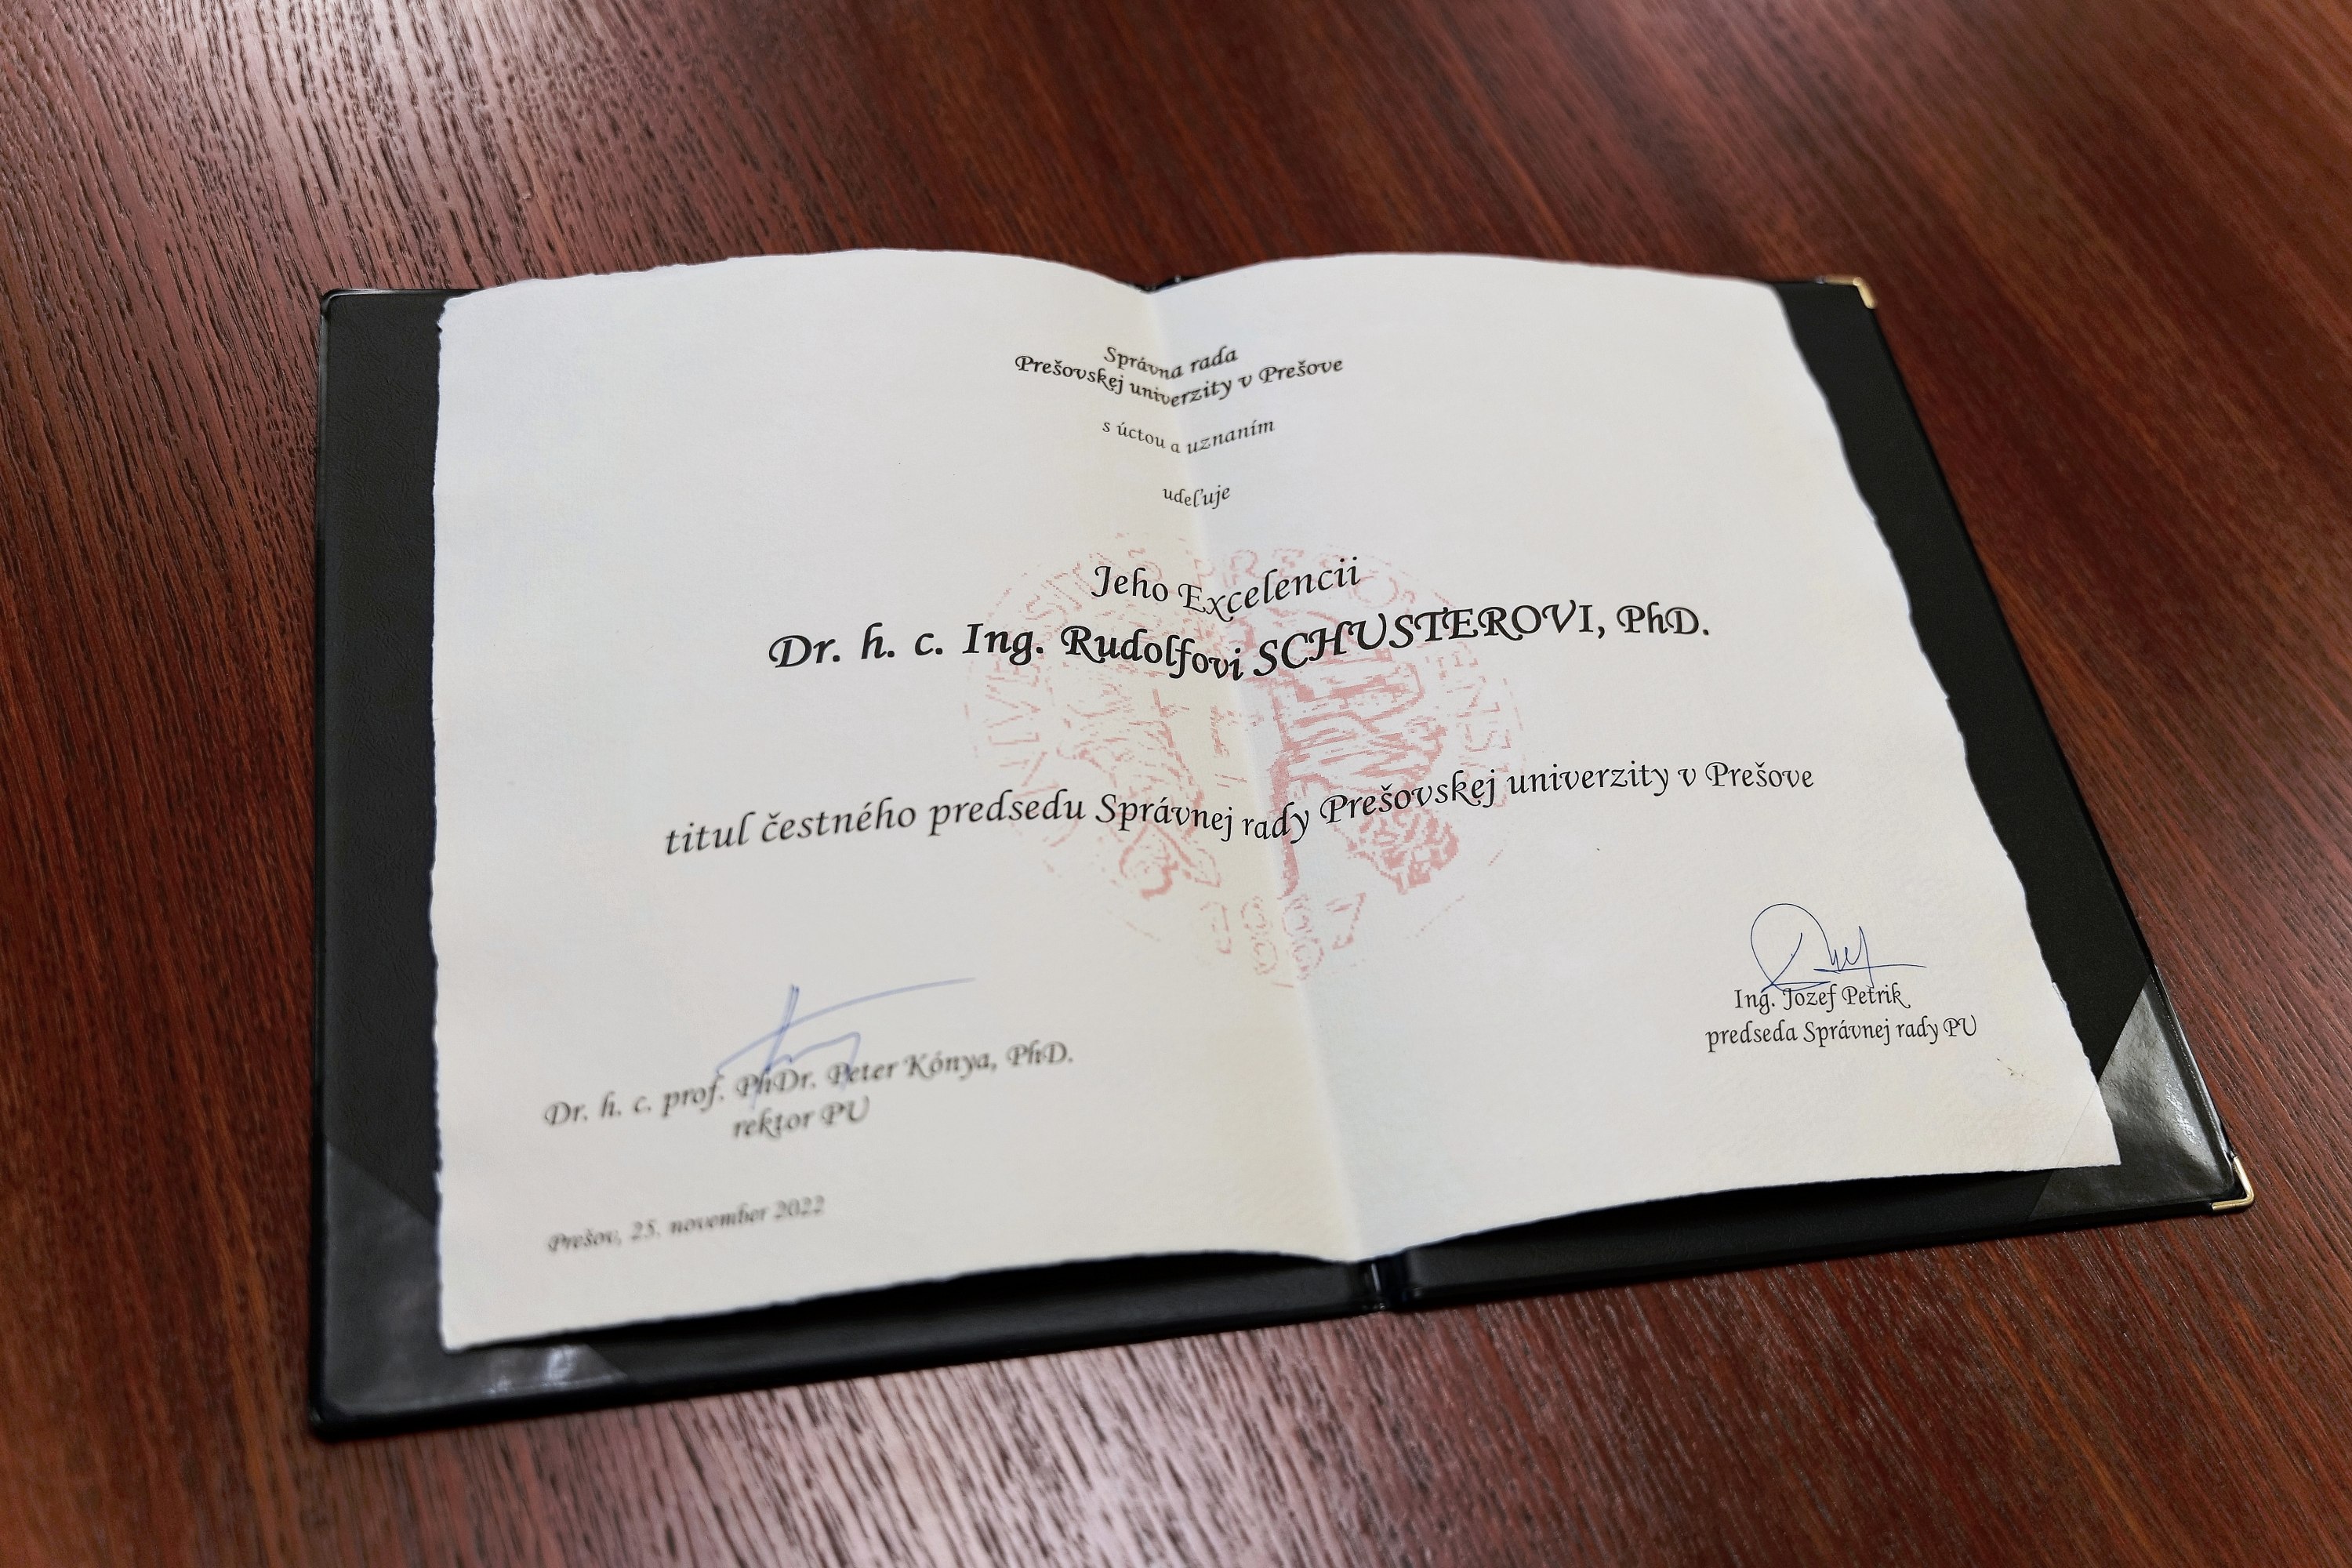 Správna rada
Prešovskej univerzity v Prešove
s úctou a uznaním
udeľuje
Jeho Excelencii
Dr. h. c. Ing. Rudolfovi SCHUSTEROVI, PhD.
titul čestného predsedu Správnej rady Prešovskej univerzity v Prešove
Ing. Jozef Petrik
predseda Správnej rady PU
Dr. h. c. prof. PhDr. Peter Kónya, PhD.
rektor PU
Prešov, 25. november 2022